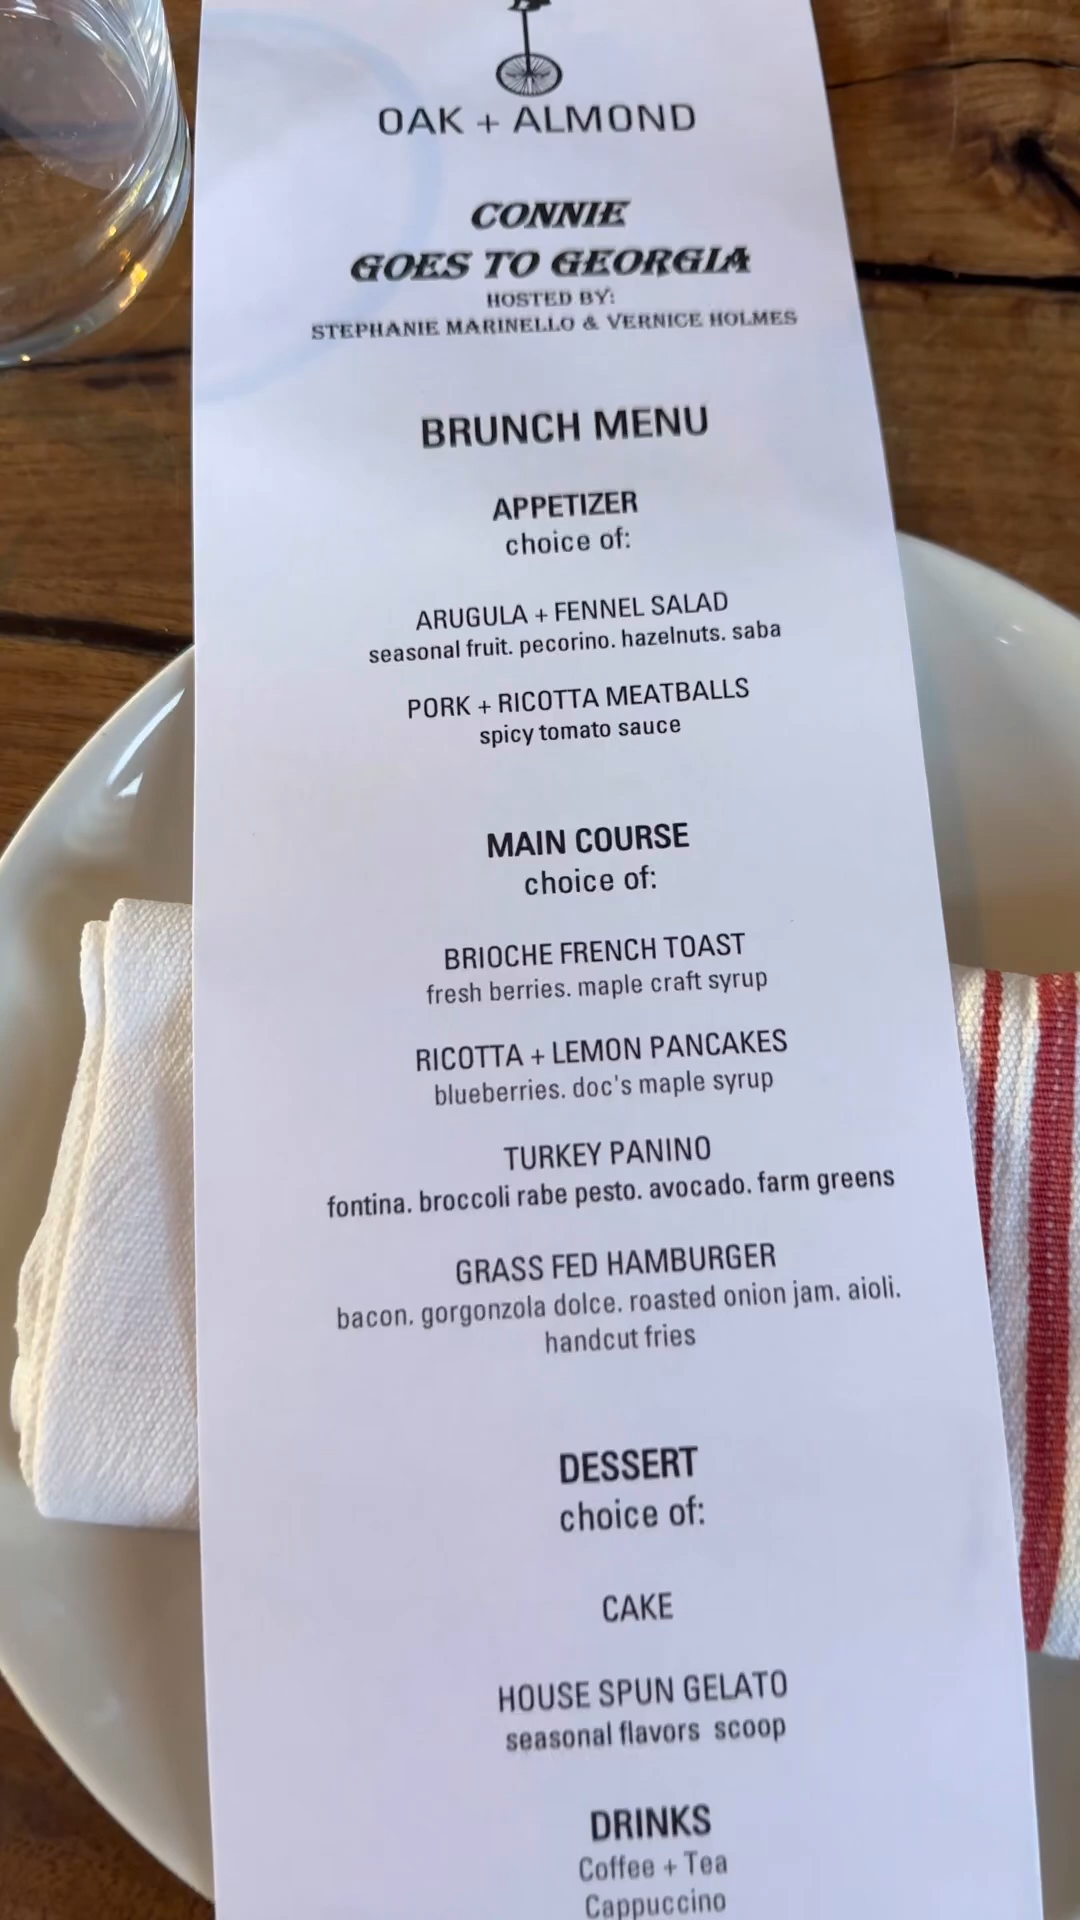 OAK + ALMOND
CONNIE
GOES TO GEORGIA
HOSTED BY:
STEPHANIE MARINELLO & VERNICE HOLMES
BRUNCH MENU
APPETIZER
choice of:
ARUGULA + FENNEL SALAD
seasonal fruit. pecorino. hazelnuts. saba
PORK + RICOTTA MEATBALLS
spicy tomato sauce
MAIN COURSE
choice of:
BRIOCHE FRENCH TOAST
fresh berries. maple craft syrup
RICOTTA + LEMON PANCAKES
blueberries. doc's maple syrup
TURKEY PANINO
fontina. broccoli rabe pesto. avocado. farm greens
GRASS FED HAMBURGER
bacon. gorgonzola dolce. roasted onion jam. aioli.
handcut fries
DESSERT
choice of:
CAKE
HOUSE SPUN GELATO
seasonal flavors scoop
DRINKS
Coffee + Tea
Cappuccino